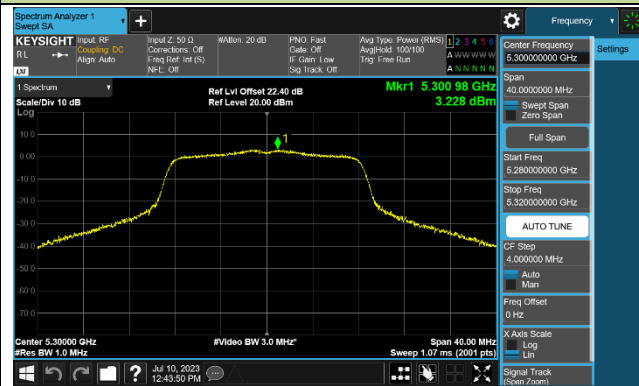 Spectrum Analyzer 1
Swept SA
+
Frequency
KEYSIGHT
RL
LXI
Input: RF
Coupling: DC
Align: Auto
Input Z: 50 Ω
Corrections: Off
Freq Ref: Int (S)
NFE: Off
#Atten: 20 dB
PNO: Fast
Gate: Off
IF Gain: Low
Sig Track: Off
Avg Type: Power (RMS)
Avg|Hold: 100/100
Trig: Free Run
1 2 3 4 5 6
A W W W W W
A N N N N N
1 Spectrum
Scale/Div 10 dB
Log
Ref Lvl Offset 22.40 dB
Ref Level 20.00 dBm
Mkr1 5.300 98 GHz
3.228 dBm
1
10.0
0.00
-10.0
-20.0
-30.0
-40.0
-50.0
-60.0
-70.0
Center 5.30000 GHz
#Res BW 1.0 MHz
#Video BW 3.0 MHz*
Span 40.00 MHz
Sweep 1.07 ms (2001 pts)
Center Frequency
5.300000000 GHz
Span
40.0000000 MHz
Swept Span
Zero Span
Full Span
Start Freq
5.280000000 GHz
Stop Freq
5.320000000 GHz
AUTO TUNE
CF Step
4.000000 MHz
Auto
Man
Freq Offset
0 Hz
X Axis Scale
Log
Lin
Signal Track
(Span Zoom)
Settings
?
Jul 10, 2023
12:43:50 PM